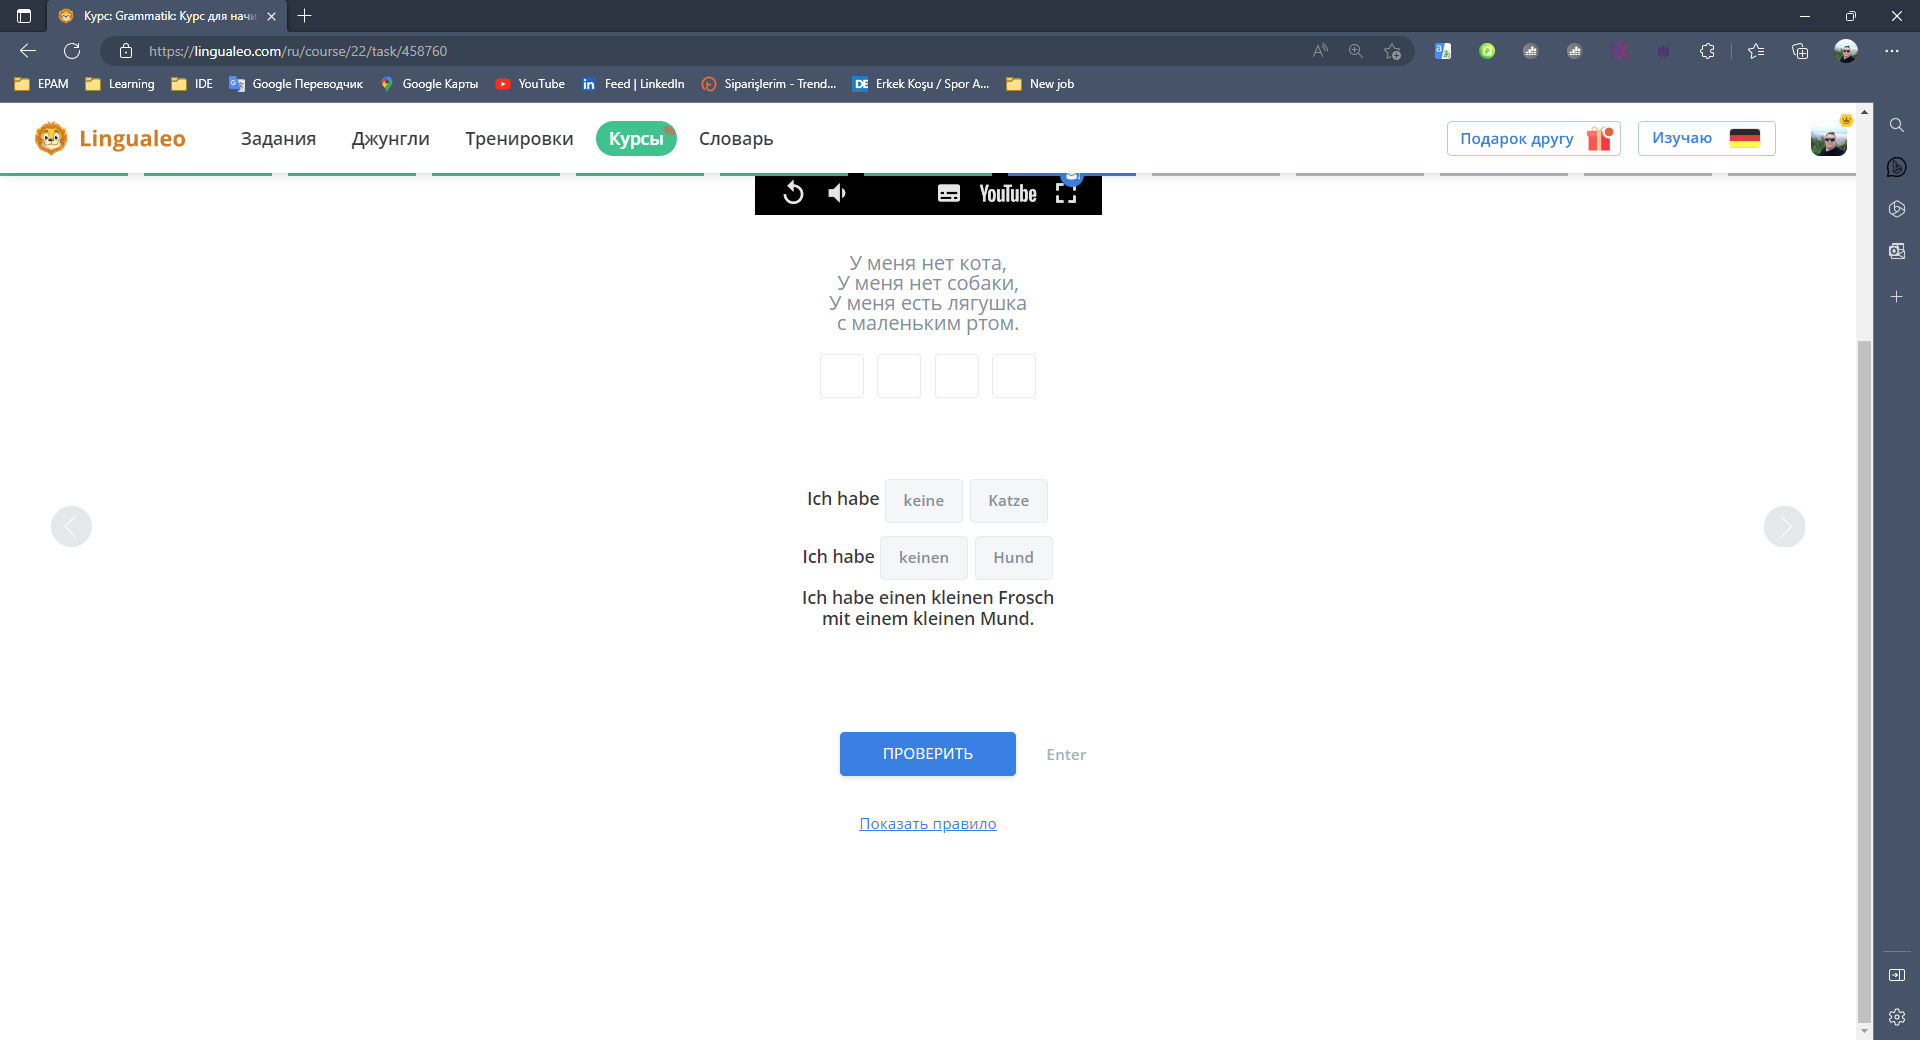 Курс: Grammatik: Курс для начи
https://lingualeo.com/ru/course/22/task/458760
EPAM
Learning
IDE
Google Переводчик
Google Карты
YouTube
Feed | LinkedIn
Siparişlerim - Trend...
Erkek Koşu / Spor A...
New job
Lingualeo
Задания
Джунгли
Тренировки
Курсы
Словарь
Подарок другу
Изучаю
YouTube
У меня нет кота,
У меня нет собаки,
У меня есть лягушка
с маленьким ртом.
Ich habe keine Katze
Ich habe keinen Hund
Ich habe einen kleinen Frosch
mit einem kleinen Mund.
ПРОВЕРИТЬ
Enter
Показать правило